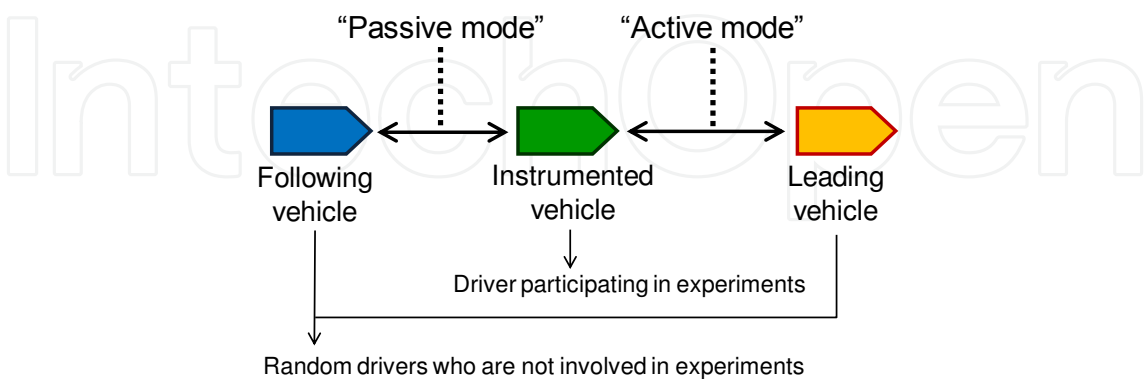 “Passive mode” “Active mode”
IntechOpen
Following vehicle
Instrumented vehicle
Leading vehicle
Driver participating in experiments
Random drivers who are not involved in experiments